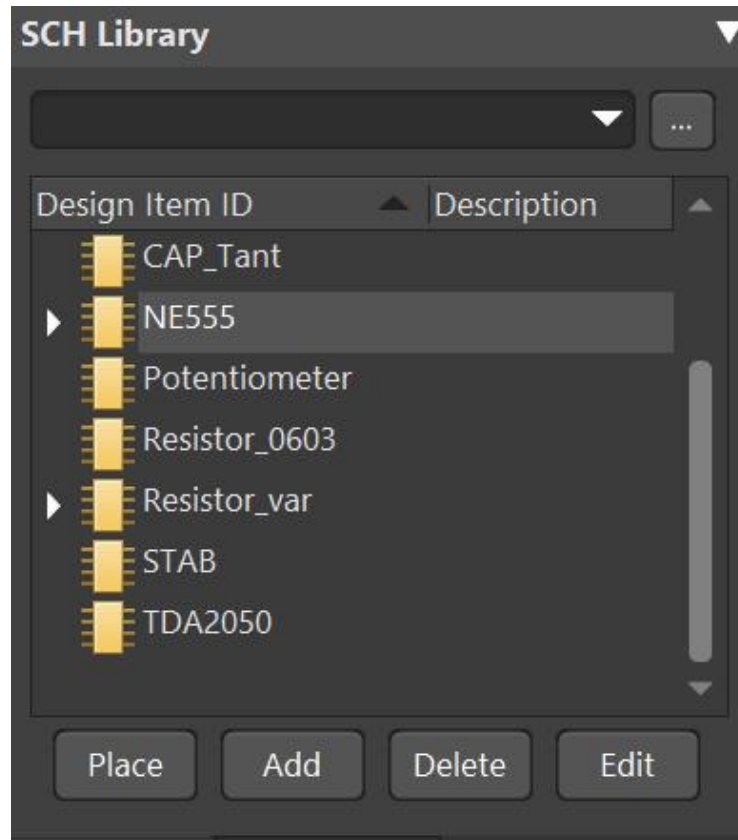 SCH Library
...
Design Item ID Description
CAP_Tant
NE555
Potentiometer
Resistor_0603
Resistor_var
STAB
TDA2050
Place Add Delete Edit